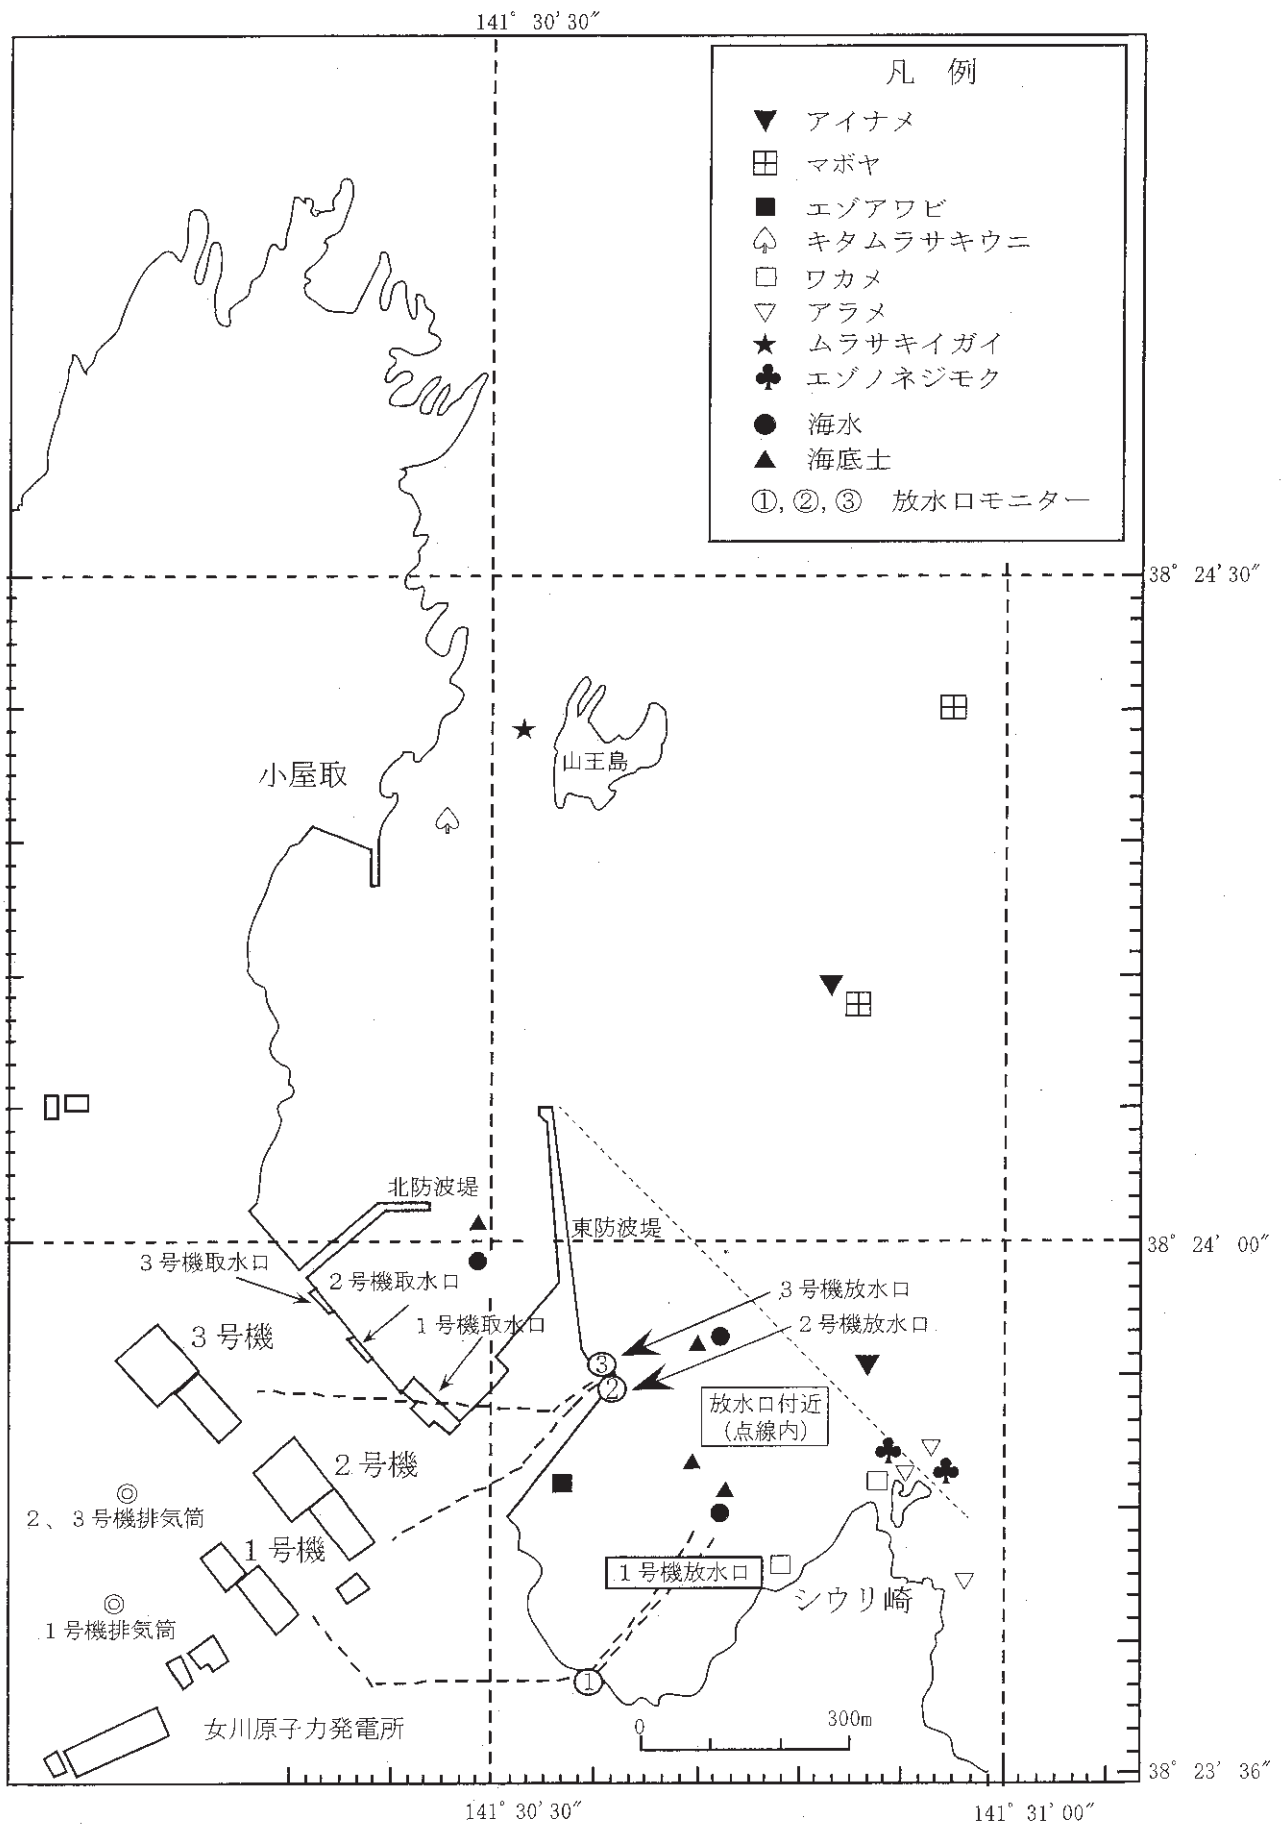 141° 30′30″
凡 例
アイナメ
マボヤ
エゾアワビ
キタムラサキウニ
ワカメ
アラメ
ムラサキイガイ
エゾノネジモク
海水
海底士
①,②,③ 放水口モニター
38° 24′30″
山王島
小屋取
北防波堤
東防波堤
38° 24′00″
3号機取水口
2号機取水口
1号機取水口
3号機放水口
2号機放水口
3号機
③
②
放水口付近
(点線内)
2号機
2、3号機排気筒
1号機
1号機放水口
シウリ崎
1号機排気筒
①
女川原子力発電所
0 300m
38° 23′36″
141° 30′30″
141° 31′00″